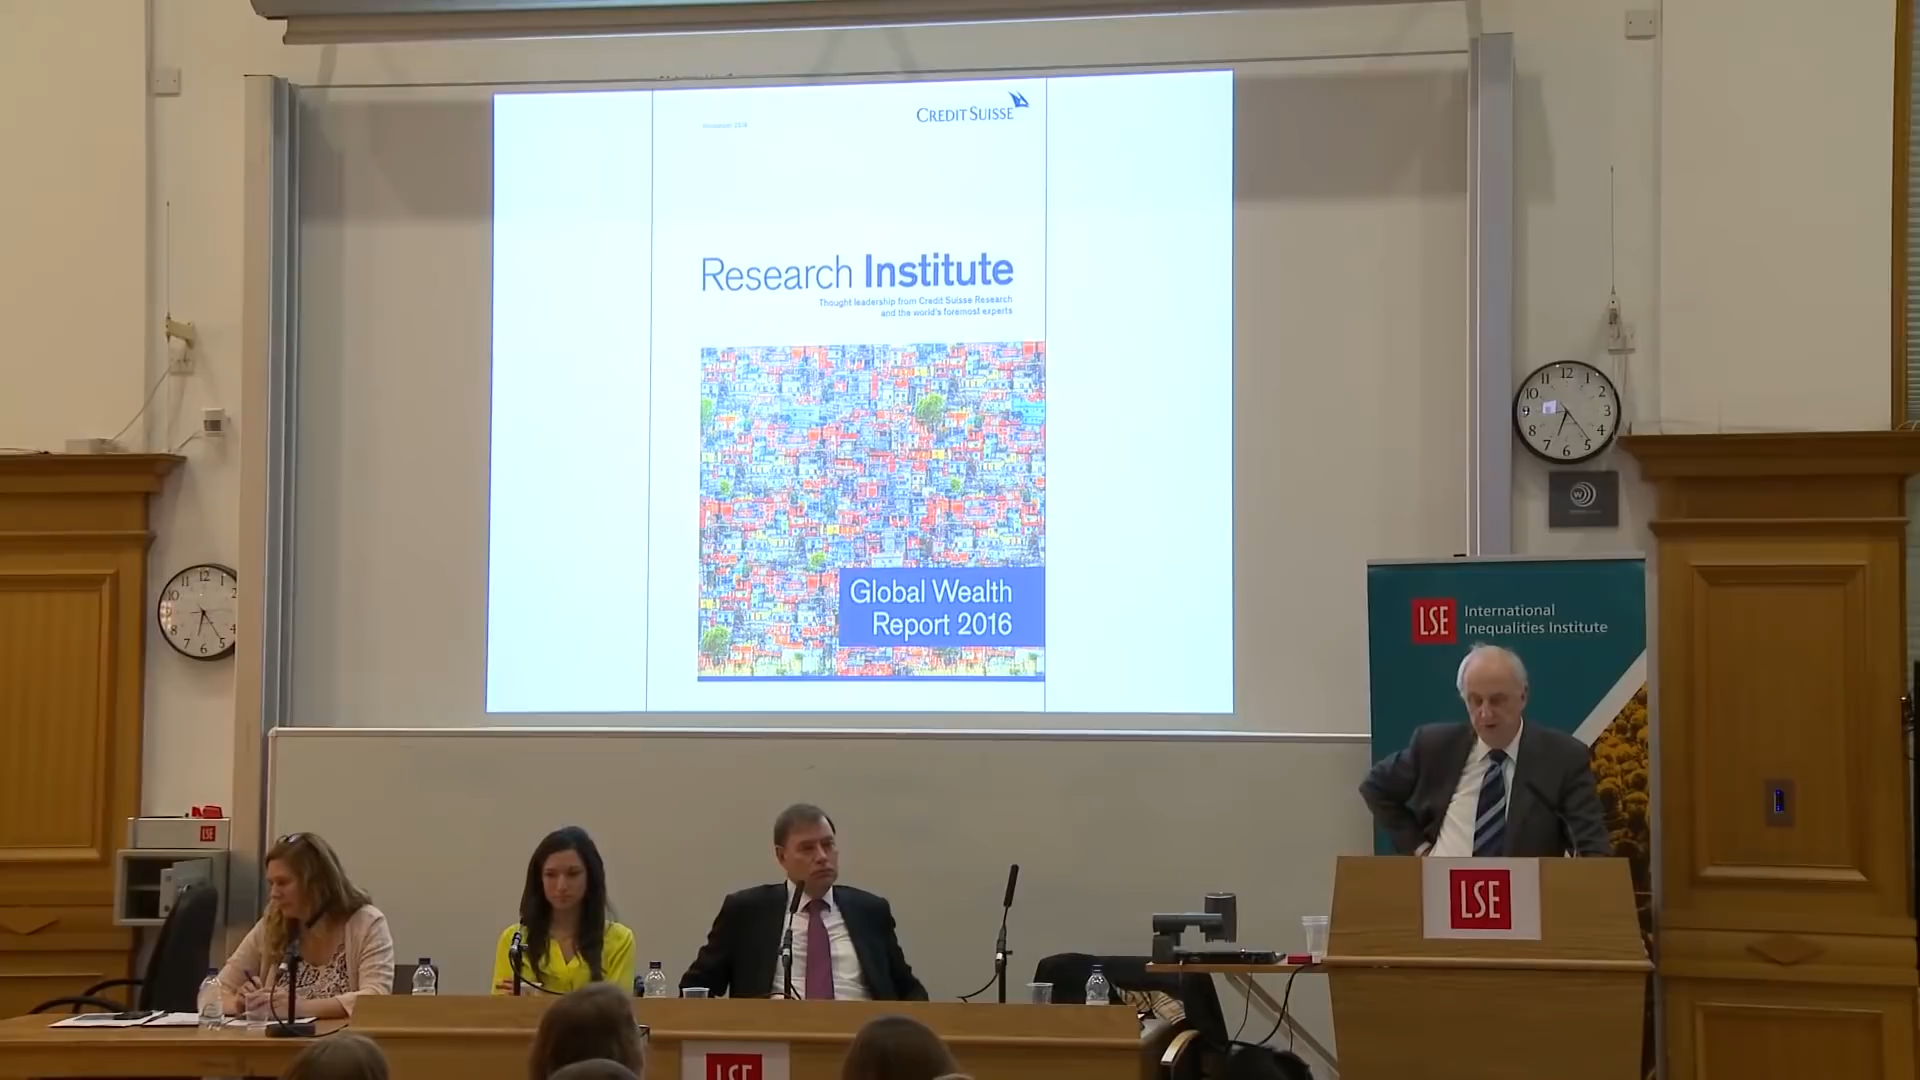 CREDIT SUISSE
Research Institute
Thought leadership from Credit Suisse Research
and the world's foremost experts
Global Wealth
Report 2016
LSE
International
Inequalities Institute
LSE
LSE
LSE